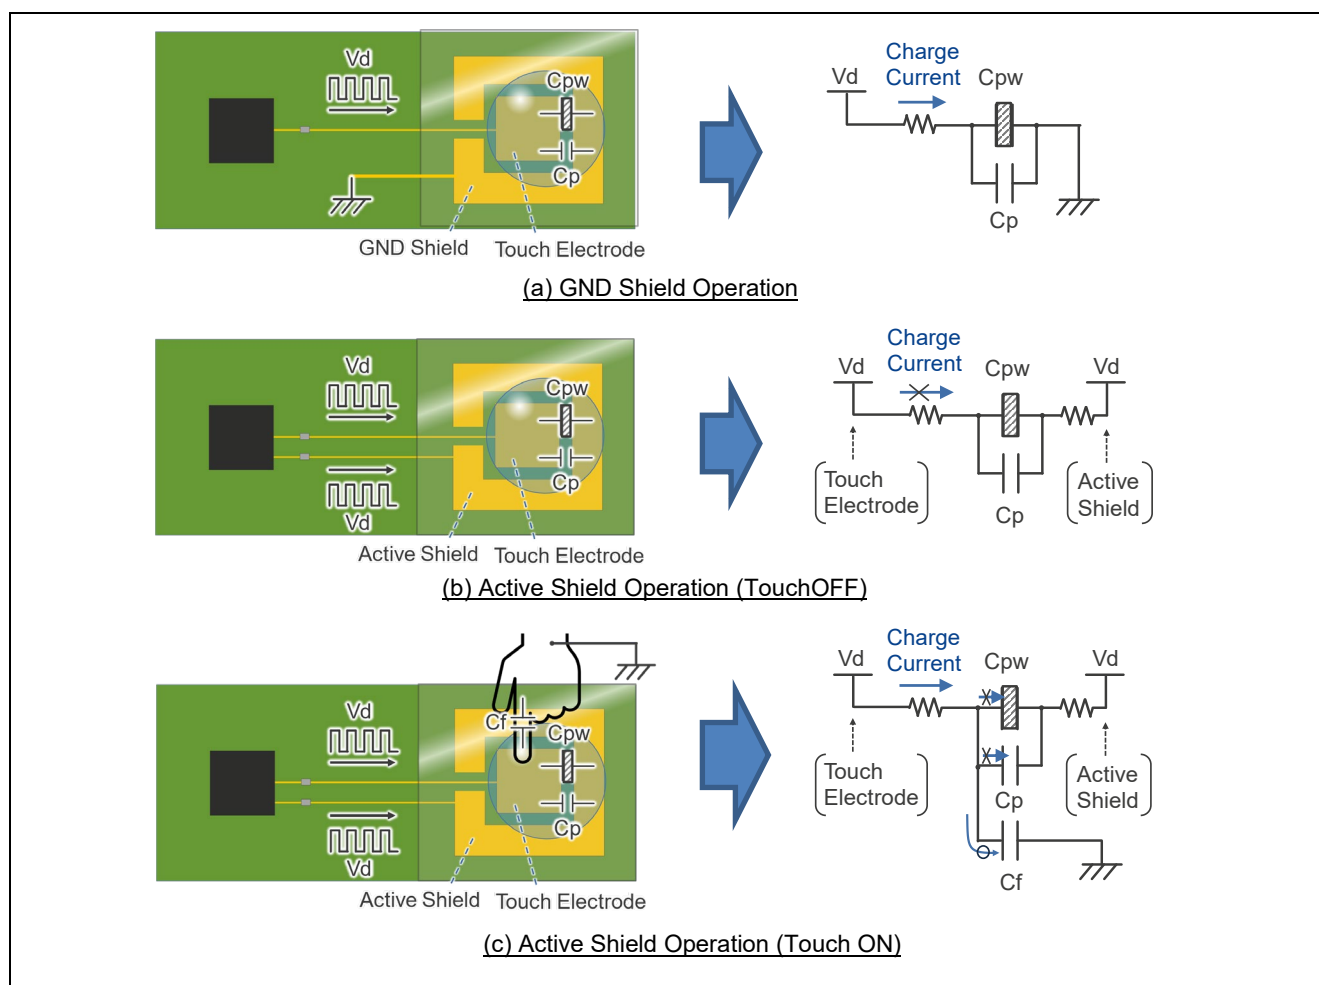 Vd
Cpw
Cp
GND Shield
Touch Electrode
Charge
Current
Vd
Cpw
Cp
(a) GND Shield Operation
Vd
Vd
Cpw
Cp
Active Shield
Touch Electrode
Charge
Current
Vd
Cpw
Vd
Touch
Electrode
Cp
Active
Shield
(b) Active Shield Operation (TouchOFF)
Vd
Vd
Cf
Cpw
Cp
Active Shield
Touch Electrode
Charge
Current
Vd
Cpw
Vd
Touch
Electrode
Cp
Active
Shield
Cf
(c) Active Shield Operation (Touch ON)